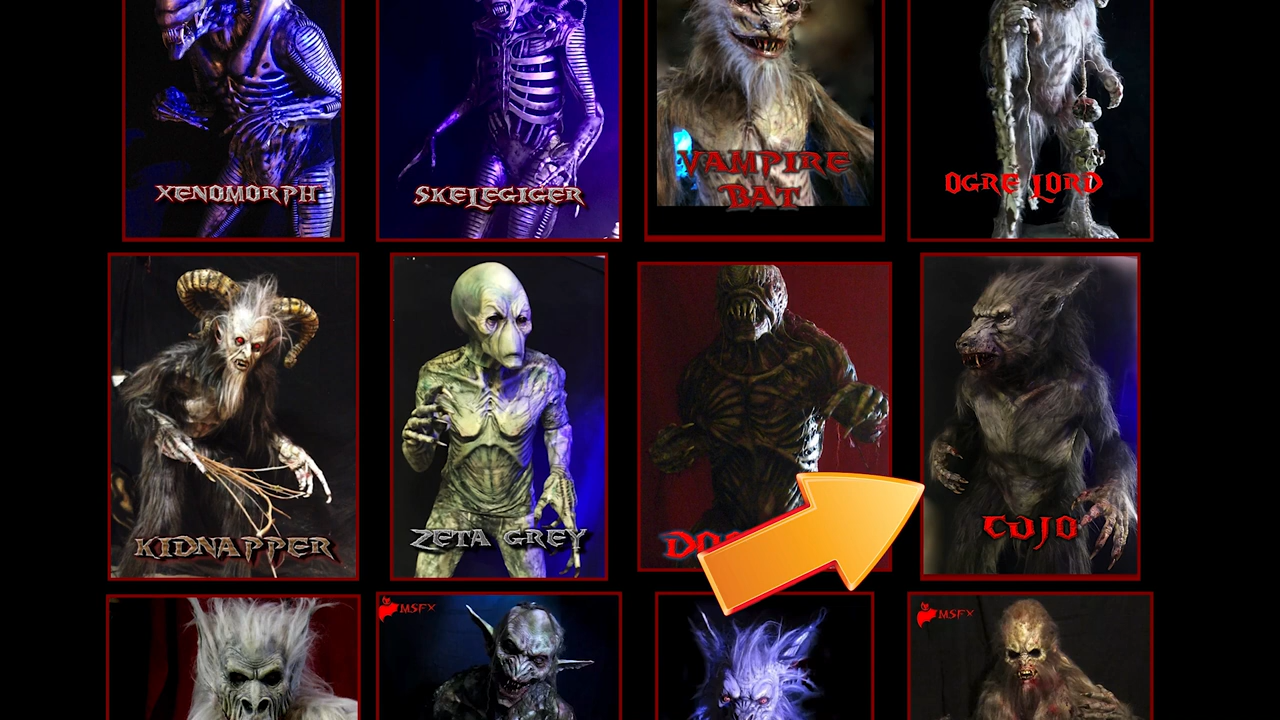 XENOMORPH
SKELEGIGER
VAMPIRE
BAT
OGRE LORD
KIDNAPPER
ZETA GREY
CUJO
MSFX
MSFX